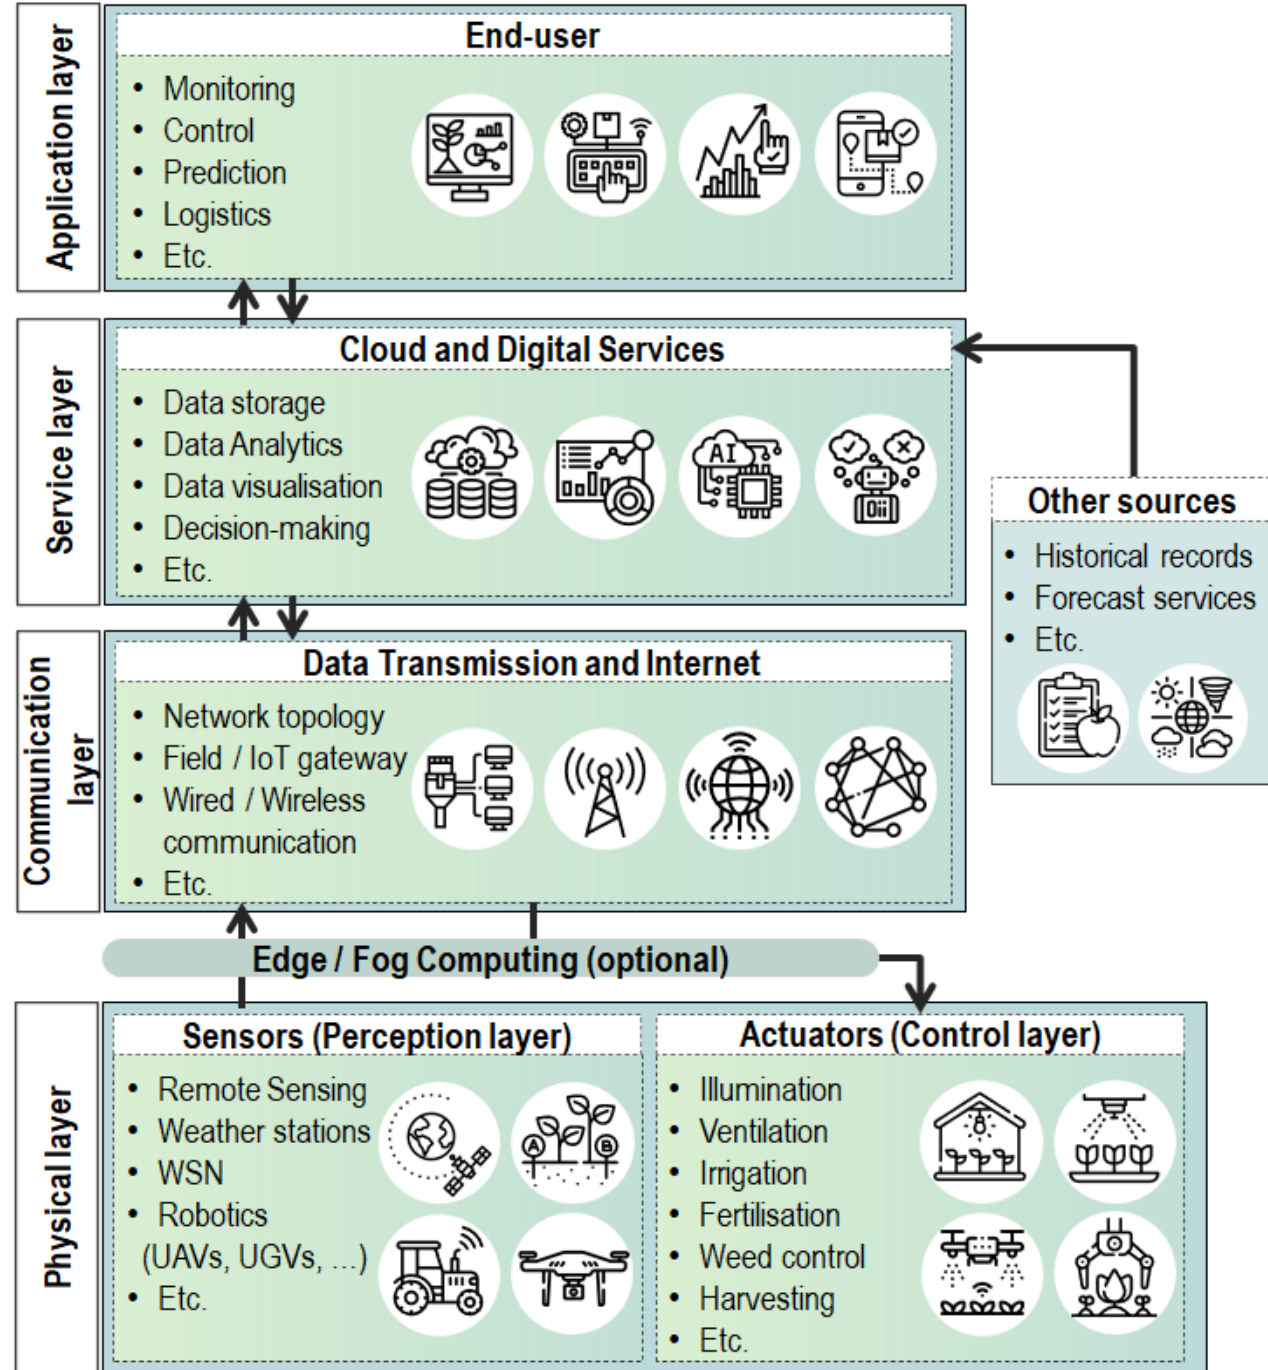 Application layer
End-user
• Monitoring
• Control
• Prediction
• Logistics
• Etc.
Service layer
Cloud and Digital Services
• Data storage
• Data Analytics
• Data visualisation
• Decision-making
• Etc.
AI
Other sources
• Historical records
• Forecast services
• Etc.
Communication
layer
Data Transmission and Internet
• Network topology
• Field / IoT gateway
• Wired / Wireless
communication
• Etc.
Edge / Fog Computing (optional)
Physical layer
Sensors (Perception layer)
• Remote Sensing
• Weather stations
• WSN
• Robotics
(UAVs, UGVs, ...)
• Etc.
A
B
Actuators (Control layer)
• Illumination
• Ventilation
• Irrigation
• Fertilisation
• Weed control
• Harvesting
• Etc.